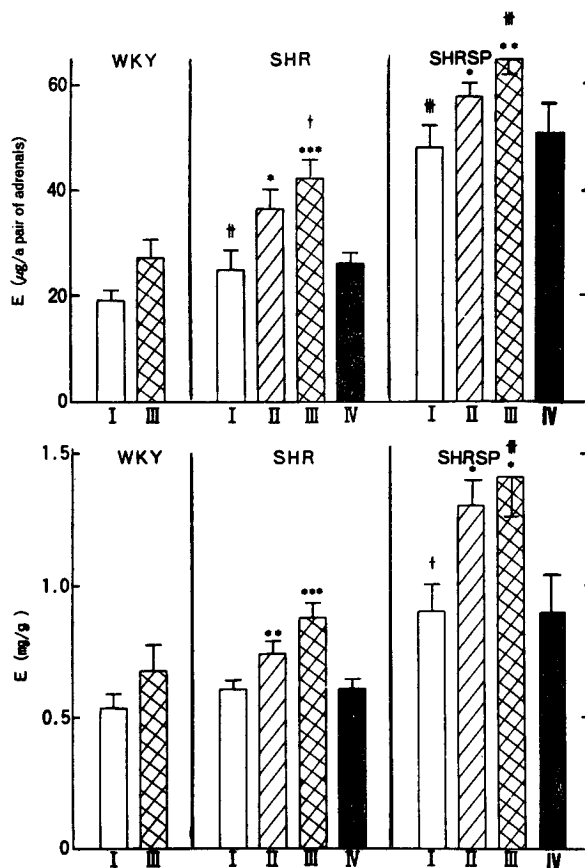 WKY SHR SHRSP
E (µg/a pair of adrenals)
60
40
20
0
† *** * ** * 
I III I II III IV I II III IV
WKY SHR SHRSP
E (mg/g)
1.5
1.0
0.5
0
** *** † * *
I III I II III IV I II III IV